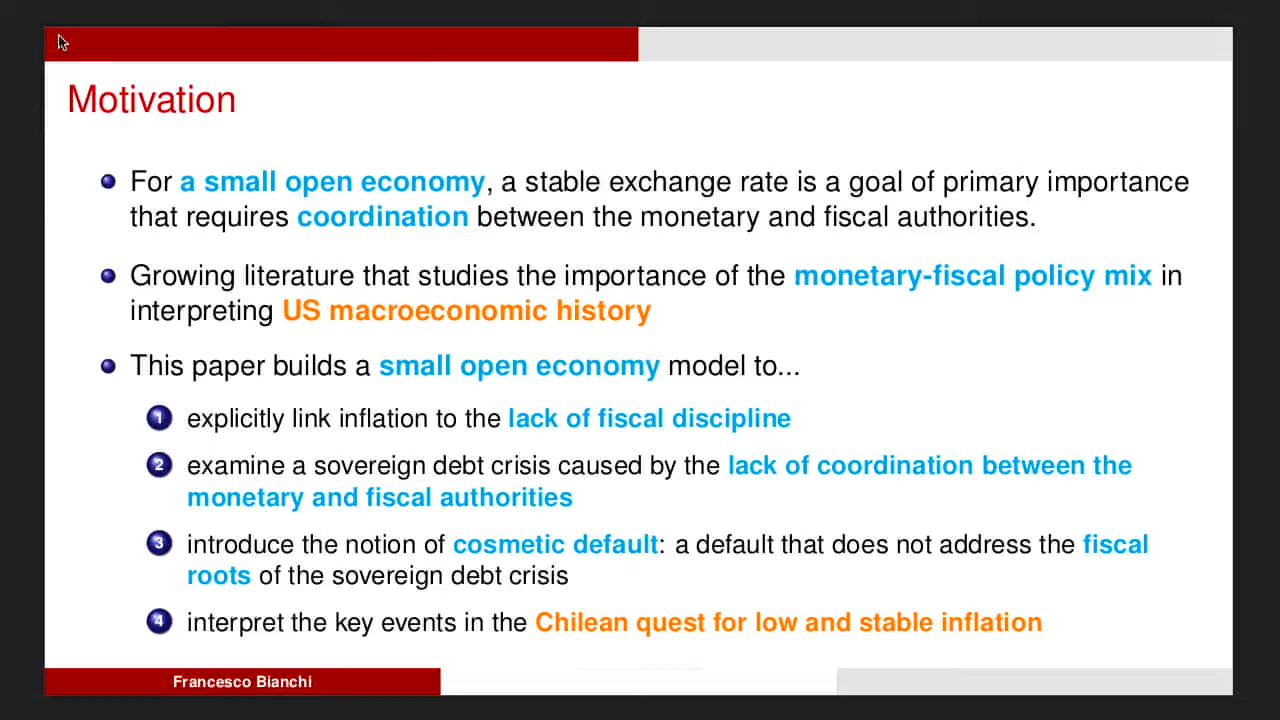 Motivation
For a small open economy, a stable exchange rate is a goal of primary importance
that requires coordination between the monetary and fiscal authorities.
Growing literature that studies the importance of the monetary-fiscal policy mix in
interpreting US macroeconomic history
This paper builds a small open economy model to...
1 explicitly link inflation to the lack of fiscal discipline
2 examine a sovereign debt crisis caused by the lack of coordination between the
monetary and fiscal authorities
3 introduce the notion of cosmetic default: a default that does not address the fiscal
roots of the sovereign debt crisis
4 interpret the key events in the Chilean quest for low and stable inflation
Francesco Bianchi